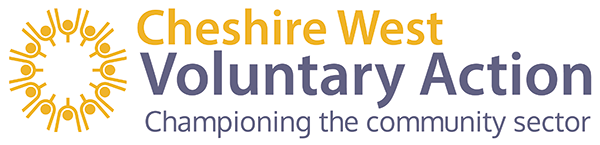 Cheshire West
Voluntary Action
Championing the community sector